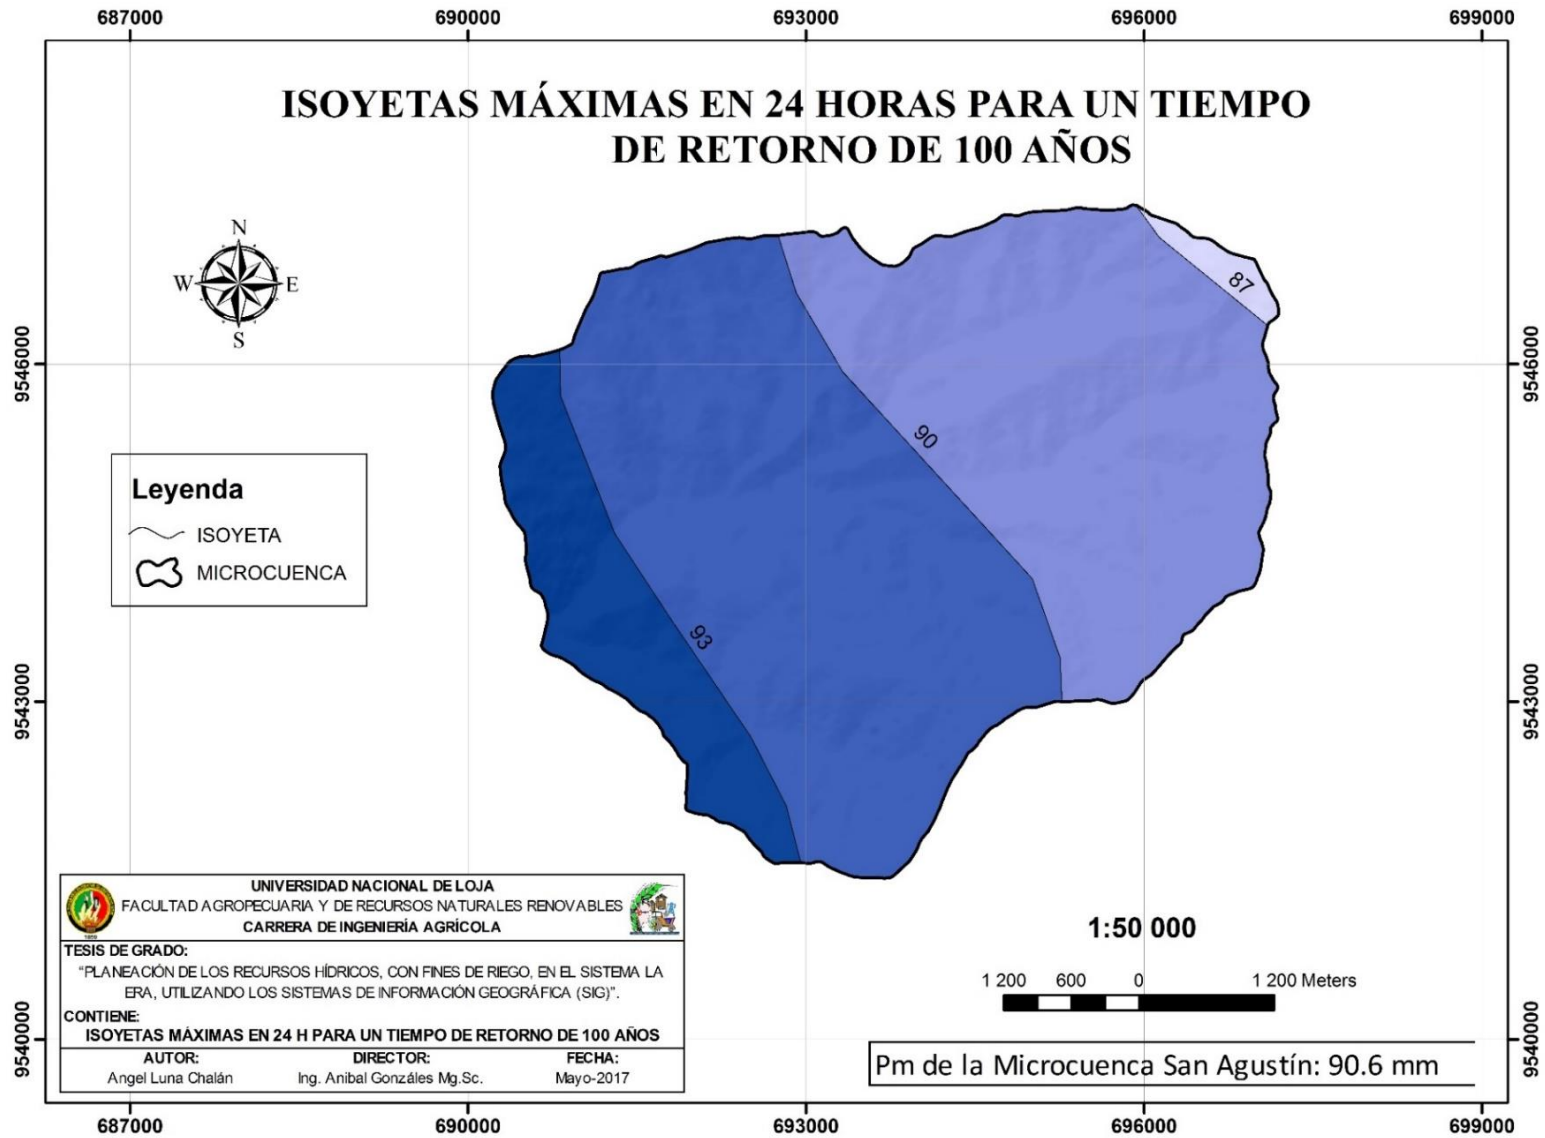 687000 690000 693000 696000 699000
ISOYETAS MÁXIMAS EN 24 HORAS PARA UN TIEMPO
DE RETORNO DE 100 AÑOS
N
W E
S
87
9546000 9546000
90
Leyenda
ISOYETA
MICROCUENCA
93
9543000 9543000
UNIVERSIDAD NACIONAL DE LOJA
FACULTAD AGROPECUARIA Y DE RECURSOS NATURALES RENOVABLES
CARRERA DE INGENIERÍA AGRÍCOLA
TESIS DE GRADO:
"PLANEACIÓN DE LOS RECURSOS HÍDRICOS, CON FINES DE RIEGO, EN EL SISTEMA LA
ERA, UTILIZANDO LOS SISTEMAS DE INFORMACIÓN GEOGRÁFICA (SIG)".
CONTIENE:
ISOYETAS MÁXIMAS EN 24 H PARA UN TIEMPO DE RETORNO DE 100 AÑOS
AUTOR: DIRECTOR: FECHA:
Angel Luna Chalán Ing. Anibal Gonzáles Mg.Sc. Mayo-2017
1:50 000
1 200 600 0 1 200 Meters
9540000 9540000
Pm de la Microcuenca San Agustín: 90.6 mm
687000 690000 693000 696000 699000